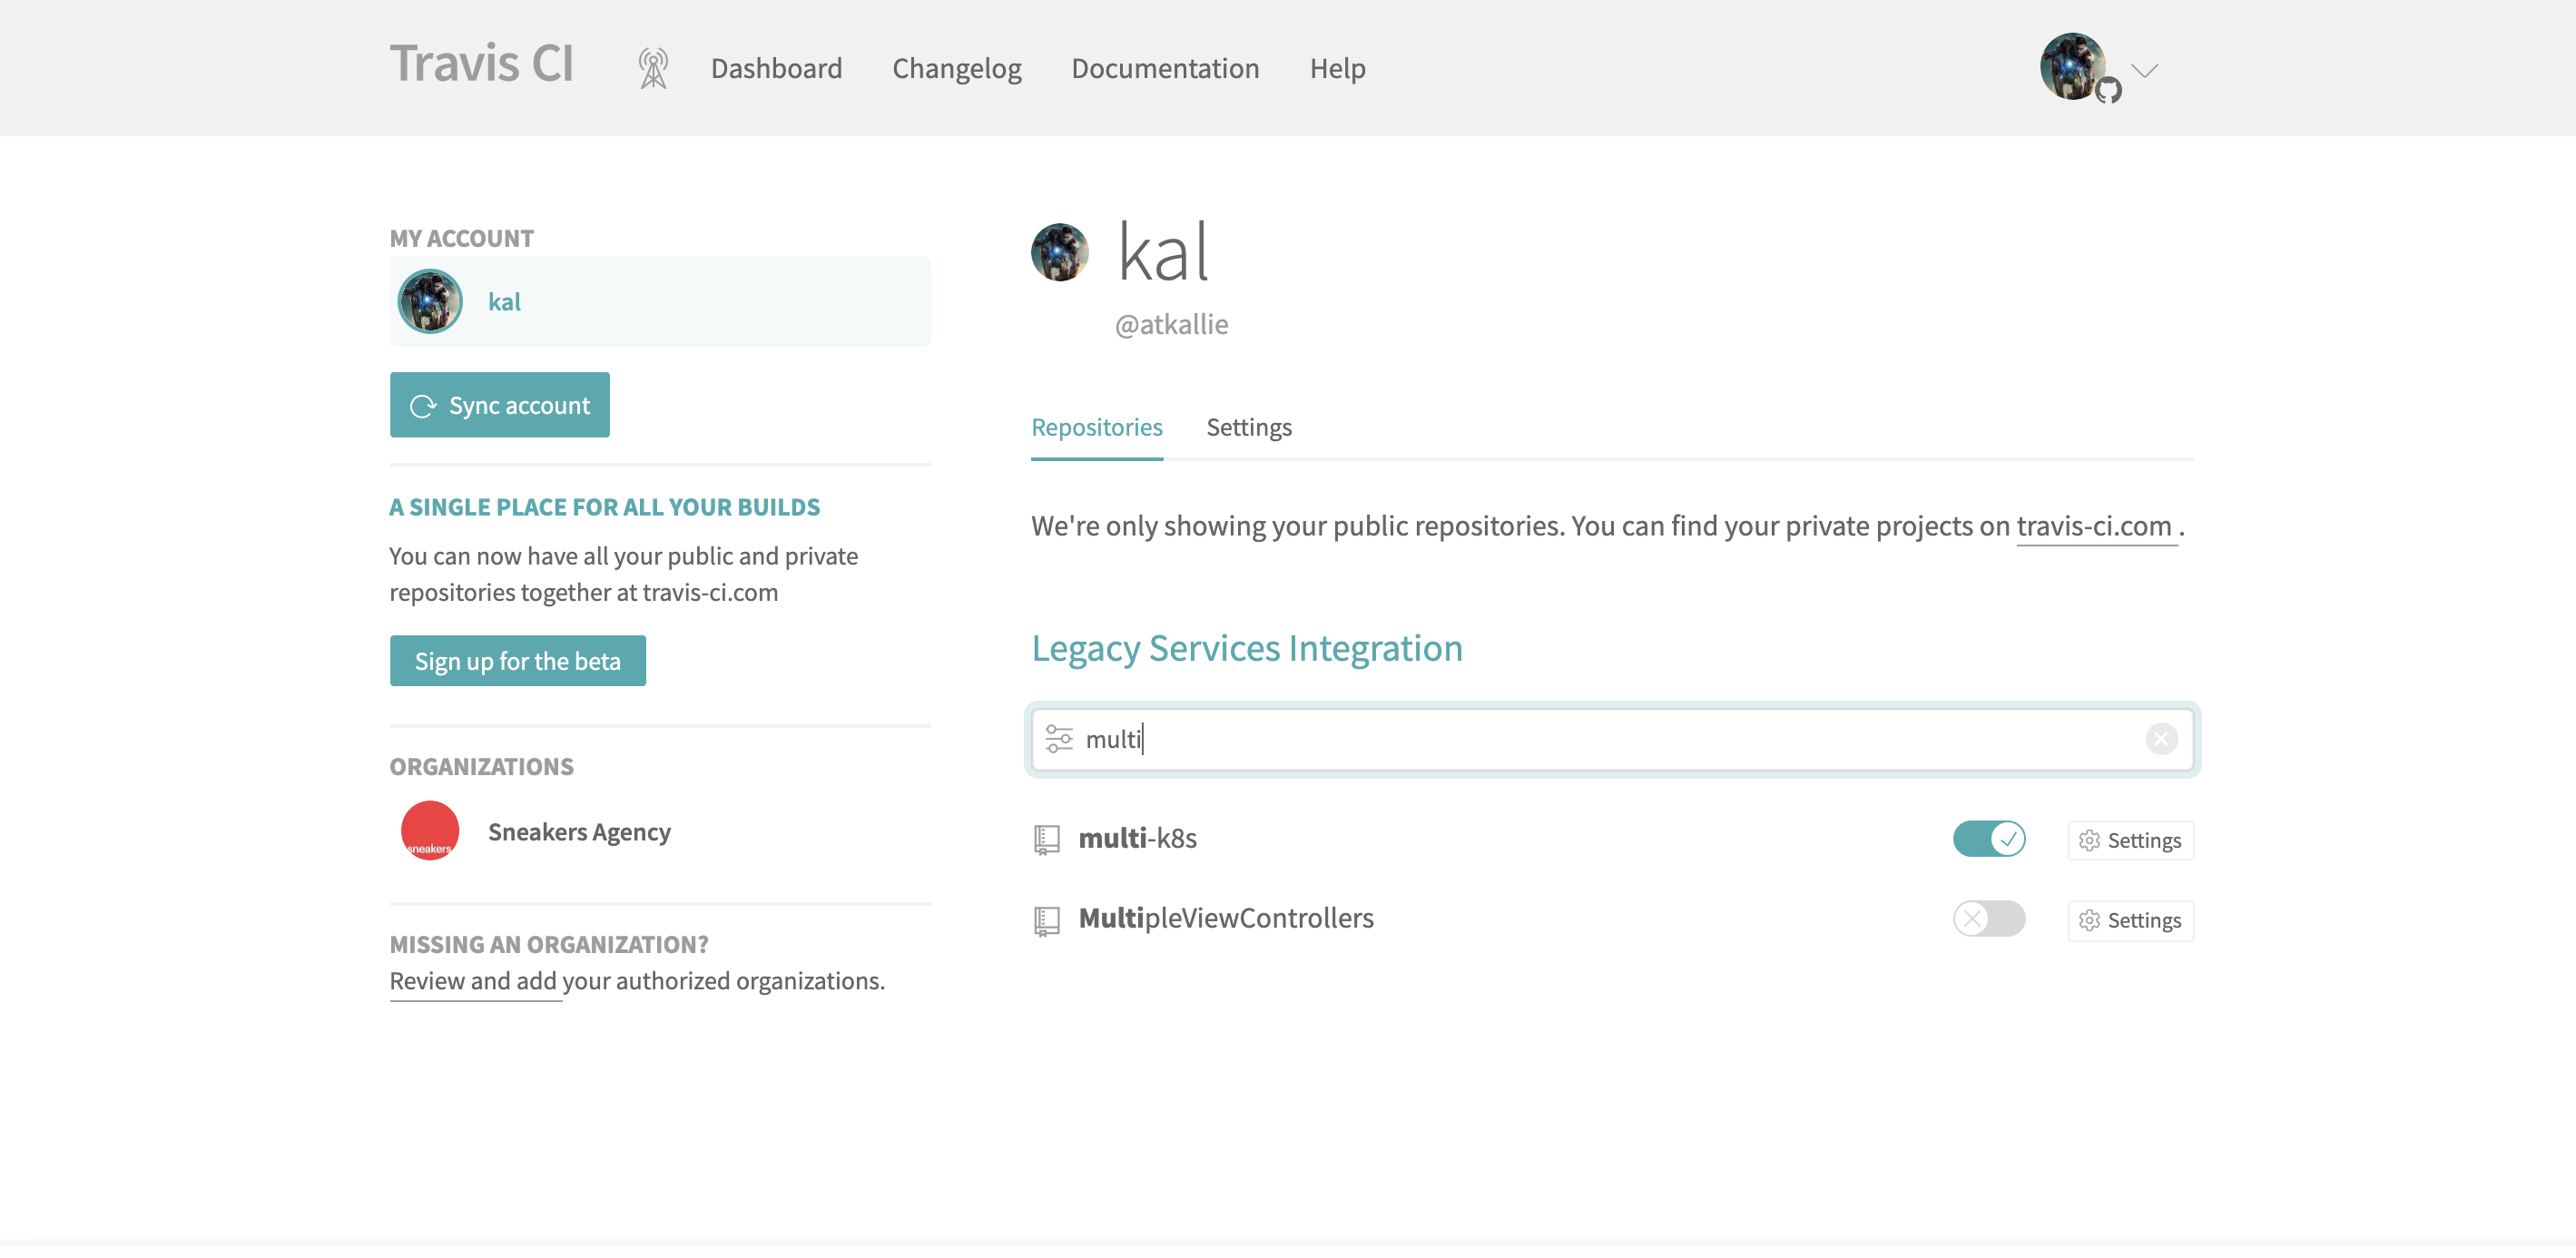 Travis CI
Dashboard
Changelog
Documentation
Help
MY ACCOUNT
kal
Sync account
A SINGLE PLACE FOR ALL YOUR BUILDS
You can now have all your public and private
repositories together at travis-ci.com
Sign up for the beta
ORGANIZATIONS
sneakers
Sneakers Agency
MISSING AN ORGANIZATION?
Review and add your authorized organizations.
kal
@atkallie
Repositories
Settings
We're only showing your public repositories. You can find your private projects on travis-ci.com .
Legacy Services Integration
multi
multi-k8s
Settings
MultipleViewControllers
Settings